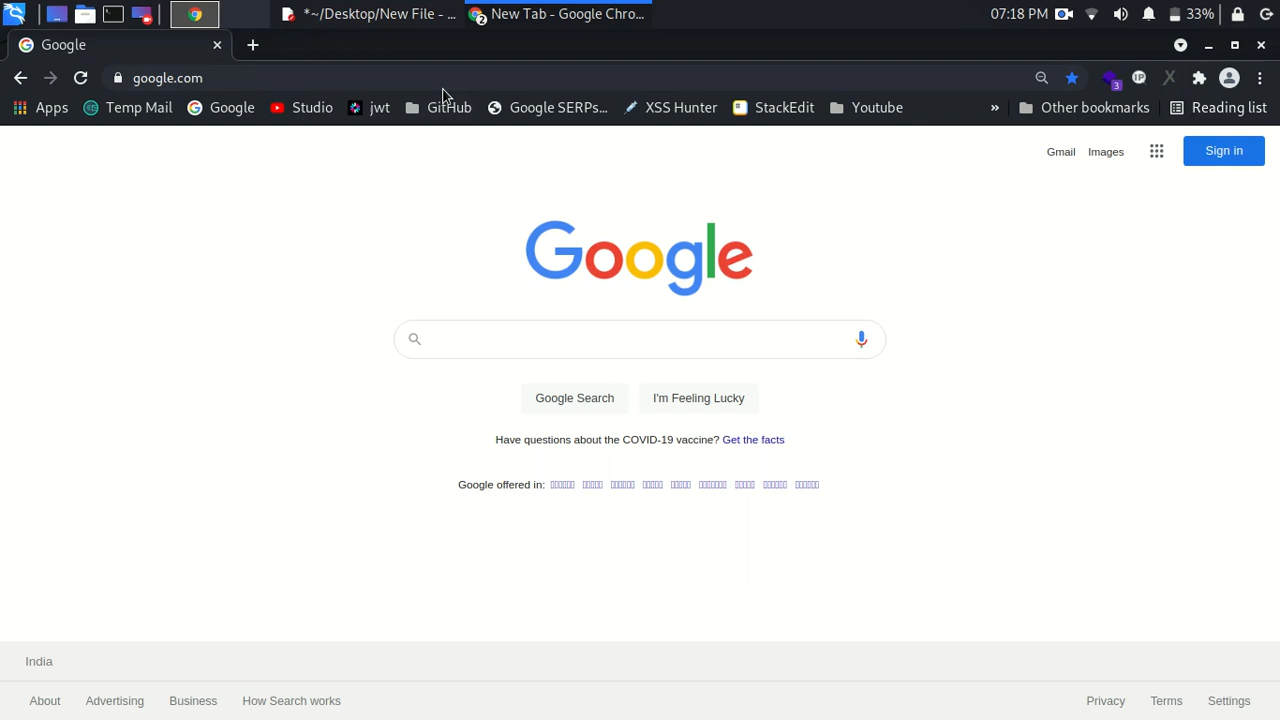 *~/Desktop/New File - ...
2 New Tab - Google Chro...
07:18 PM
33%
Google
google.com
3
IP
Apps
Temp Mail
Google
Studio
jwt
GitHub
Google SERPs...
XSS Hunter
StackEdit
Youtube
»
Other bookmarks
Reading list
Gmail
Images
Sign in
Google
Google Search
I'm Feeling Lucky
Have questions about the COVID-19 vaccine? Get the facts
Google offered in:
India
About
Advertising
Business
How Search works
Privacy
Terms
Settings